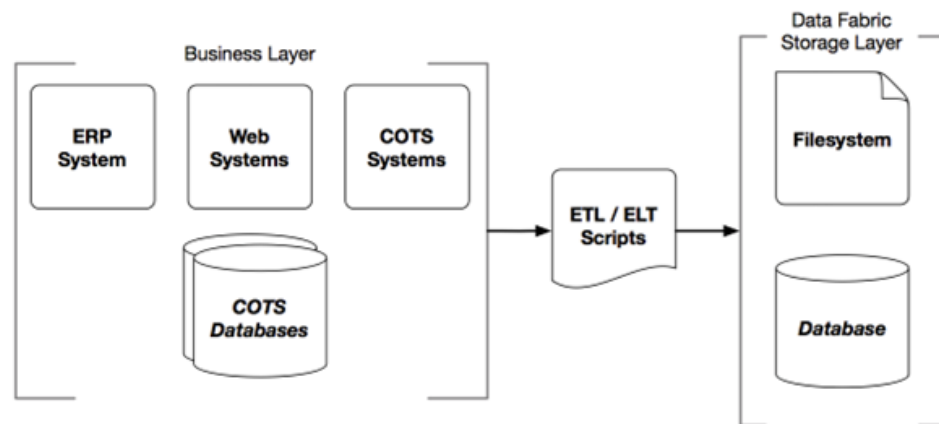 Business Layer
ERP
System
Web
Systems
COTS
Systems
COTS
Databases
ETL / ELT
Scripts
Data Fabric
Storage Layer
Filesystem
Database